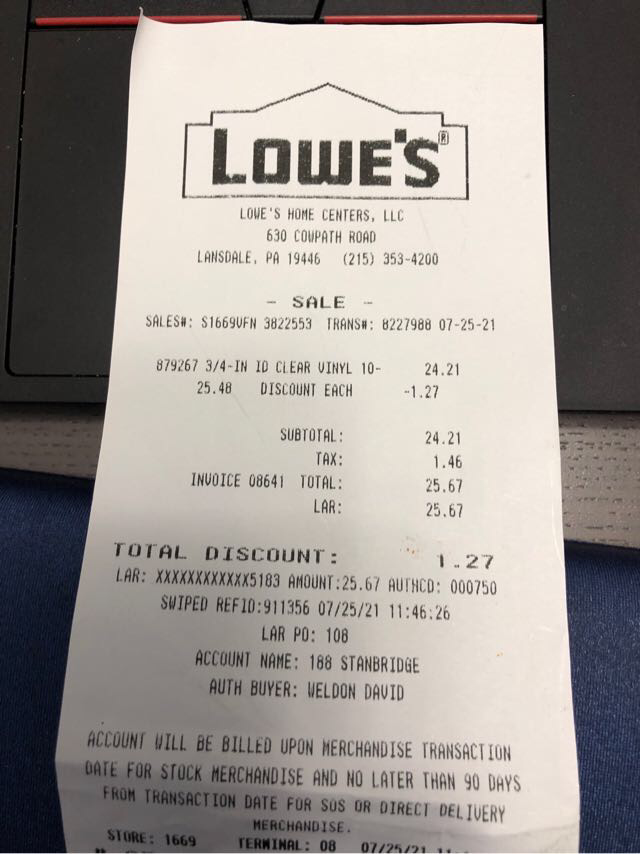 LOWE'S®
LOWE'S HOME CENTERS, LLC
630 COWPATH ROAD
LANSDALE, PA 19446 (215) 353-4200
- SALE -
SALES#: S1669VFN 3822553 TRANS#: 8227988 07-25-21
879267 3/4-IN ID CLEAR VINYL 10- 24.21
25.48 DISCOUNT EACH -1.27
SUBTOTAL: 24.21
TAX: 1.46
INVOICE 08641 TOTAL: 25.67
LAR: 25.67
TOTAL DISCOUNT: 1.27
LAR: XXXXXXXXXXXX5183 AMOUNT:25.67 AUTHCD: 000750
SWIPED REFID:911356 07/25/21 11:46:26
LAR PO: 108
ACCOUNT NAME: 188 STANBRIDGE
AUTH BUYER: WELDON DAVID
ACCOUNT WILL BE BILLED UPON MERCHANDISE TRANSACTION
DATE FOR STOCK MERCHANDISE AND NO LATER THAN 90 DAYS
FROM TRANSACTION DATE FOR SOS OR DIRECT DELIVERY
MERCHANDISE.
STORE: 1669 TERMINAL: 08 07/25/21